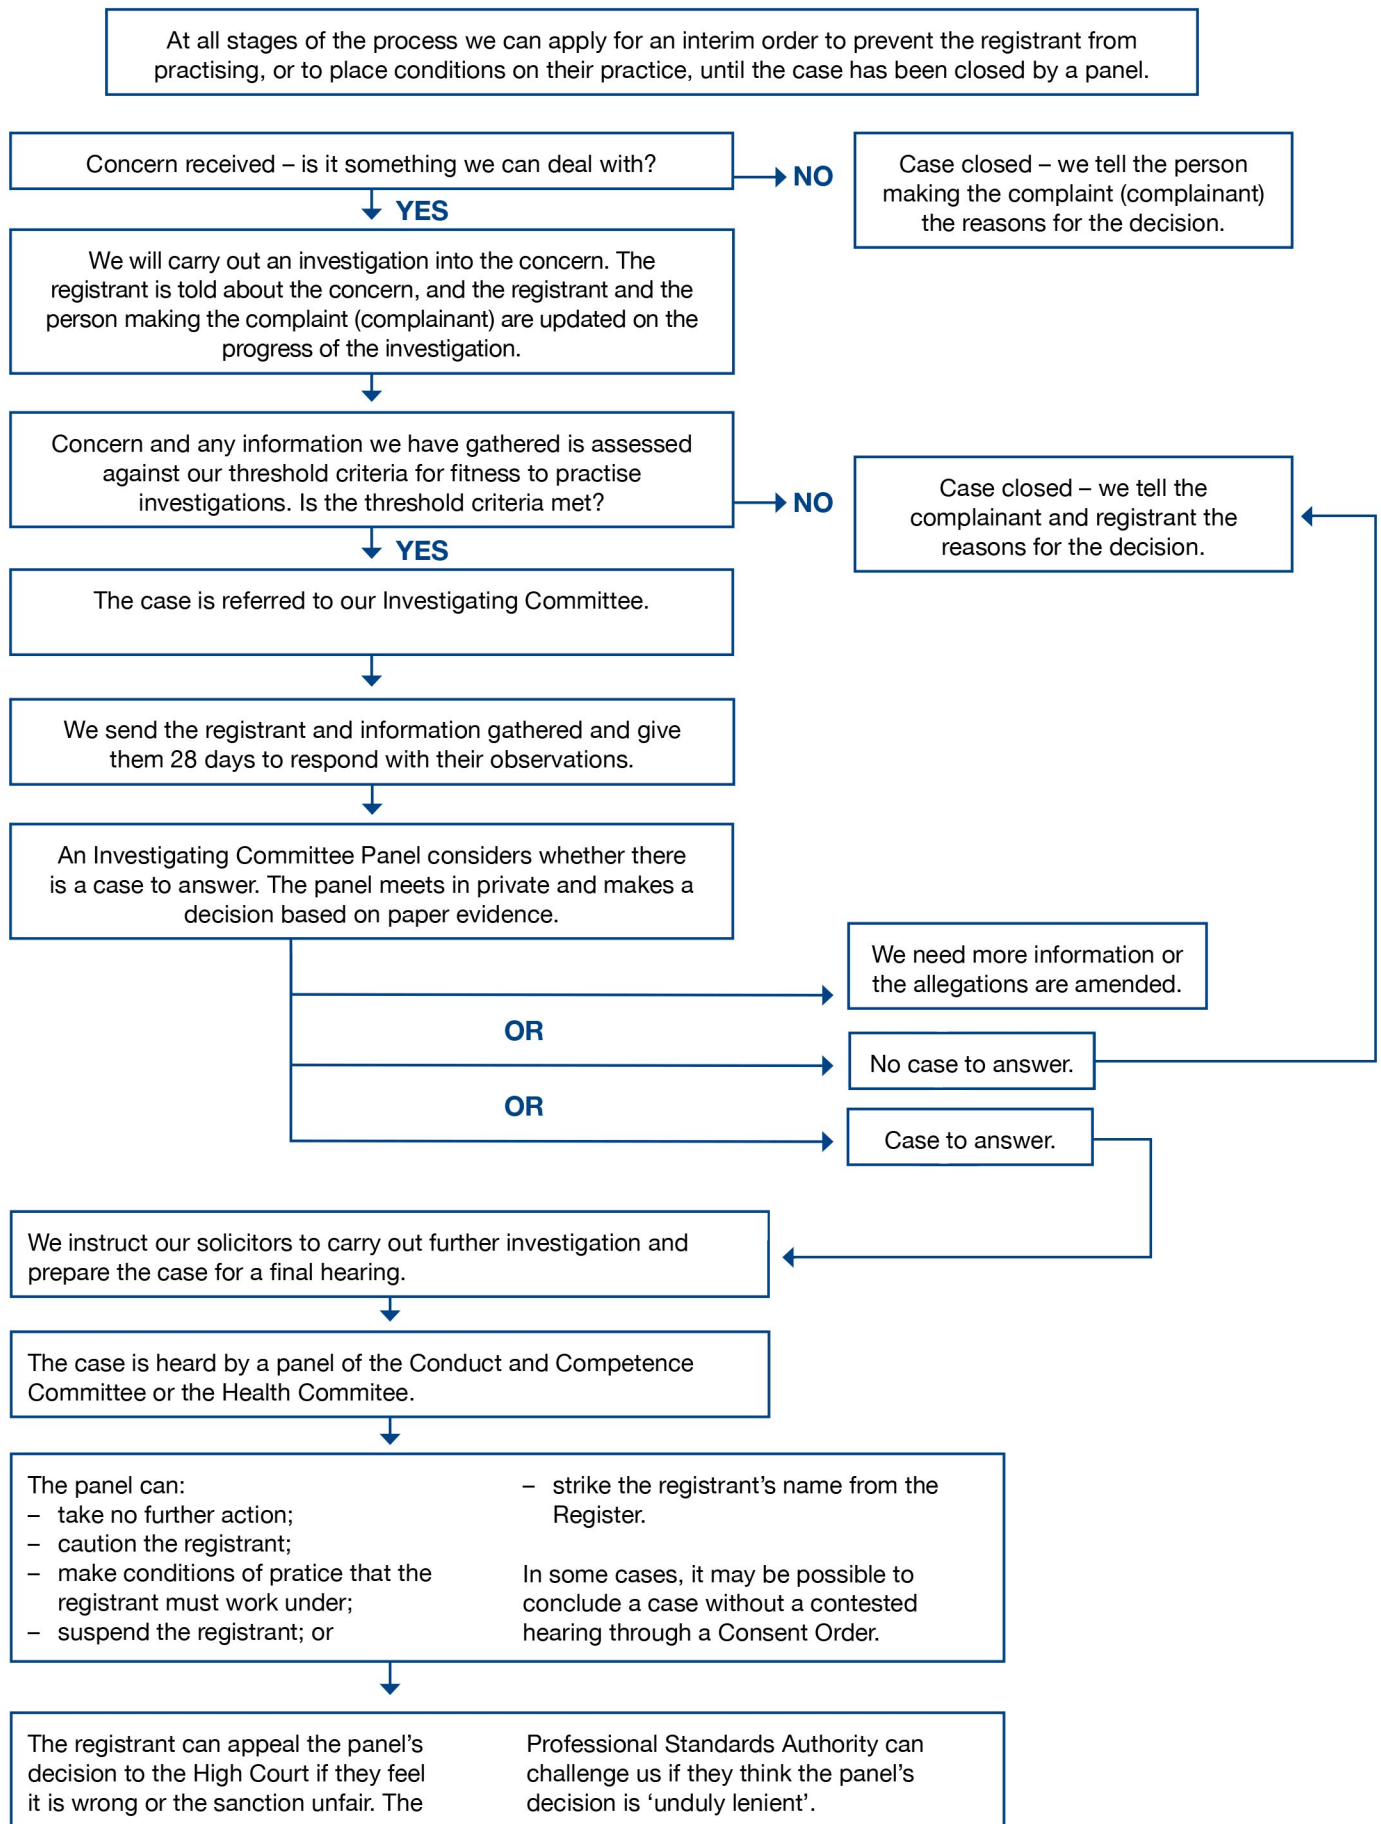 At all stages of the process we can apply for an interim order to prevent the registrant from
practising, or to place conditions on their practice, until the case has been closed by a panel.
Concern received – is it something we can deal with?
NO
Case closed – we tell the person
making the complaint (complainant)
the reasons for the decision.
YES
We will carry out an investigation into the concern. The
registrant is told about the concern, and the registrant and the
person making the complaint (complainant) are updated on the
progress of the investigation.
Concern and any information we have gathered is assessed
against our threshold criteria for fitness to practise
investigations. Is the threshold criteria met?
NO
Case closed – we tell the
complainant and registrant the
reasons for the decision.
YES
The case is referred to our Investigating Committee.
We send the registrant and information gathered and give
them 28 days to respond with their observations.
An Investigating Committee Panel considers whether there
is a case to answer. The panel meets in private and makes a
decision based on paper evidence.
We need more information or
the allegations are amended.
OR
No case to answer.
OR
Case to answer.
We instruct our solicitors to carry out further investigation and
prepare the case for a final hearing.
The case is heard by a panel of the Conduct and Competence
Committee or the Health Commitee.
The panel can:
– take no further action;
– caution the registrant;
– make conditions of pratice that the
registrant must work under;
– suspend the registrant; or
– strike the registrant’s name from the
Register.
In some cases, it may be possible to
conclude a case without a contested
hearing through a Consent Order.
The registrant can appeal the panel’s
decision to the High Court if they feel
it is wrong or the sanction unfair. The
Professional Standards Authority can
challenge us if they think the panel’s
decision is ‘unduly lenient’.